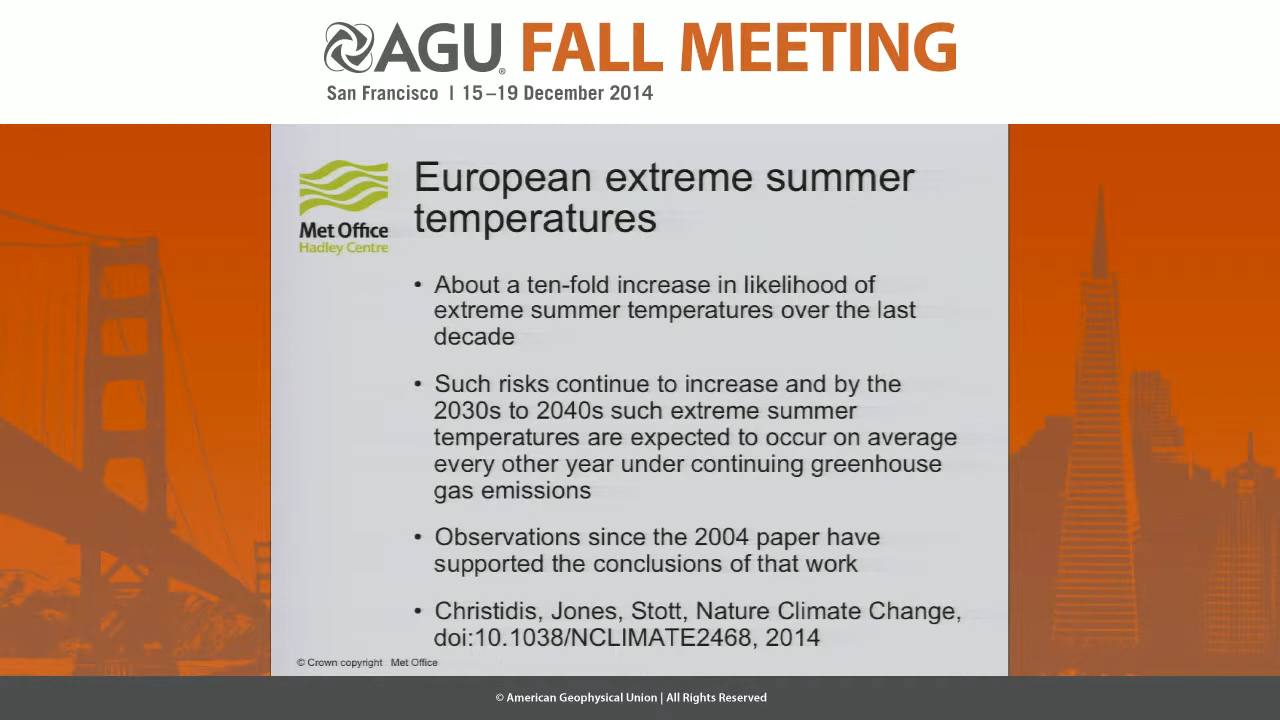 AGU® FALL MEETING
San Francisco | 15–19 December 2014
European extreme summer
temperatures
Met Office
Hadley Centre
• About a ten-fold increase in likelihood of
extreme summer temperatures over the last
decade
• Such risks continue to increase and by the
2030s to 2040s such extreme summer
temperatures are expected to occur on average
every other year under continuing greenhouse
gas emissions
• Observations since the 2004 paper have
supported the conclusions of that work
• Christidis, Jones, Stott, Nature Climate Change,
doi:10.1038/NCLIMATE2468, 2014
© Crown copyright Met Office
© American Geophysical Union | All Rights Reserved